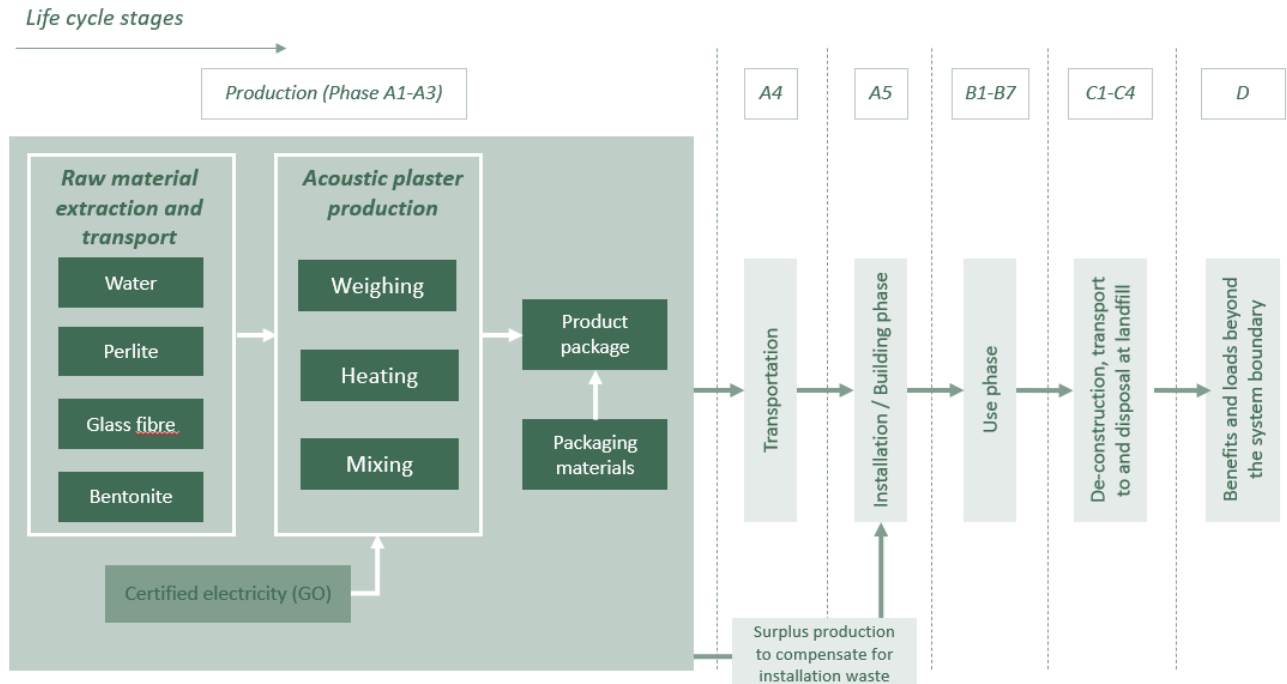 Life cycle stages
Production (Phase A1-A3)
A4
A5
B1-B7
C1-C4
D
Raw material
extraction and
transport
Water
Perlite
Glass fibre
Bentonite
Acoustic plaster
production
Weighing
Heating
Mixing
Certified electricity (GO)
Product
package
Packaging
materials
Transportation
Installation / Building phase
Use phase
De-construction, transport
to and disposal at landfill
Benefits and loads beyond
the system boundary
Surplus production
to compensate for
installation waste